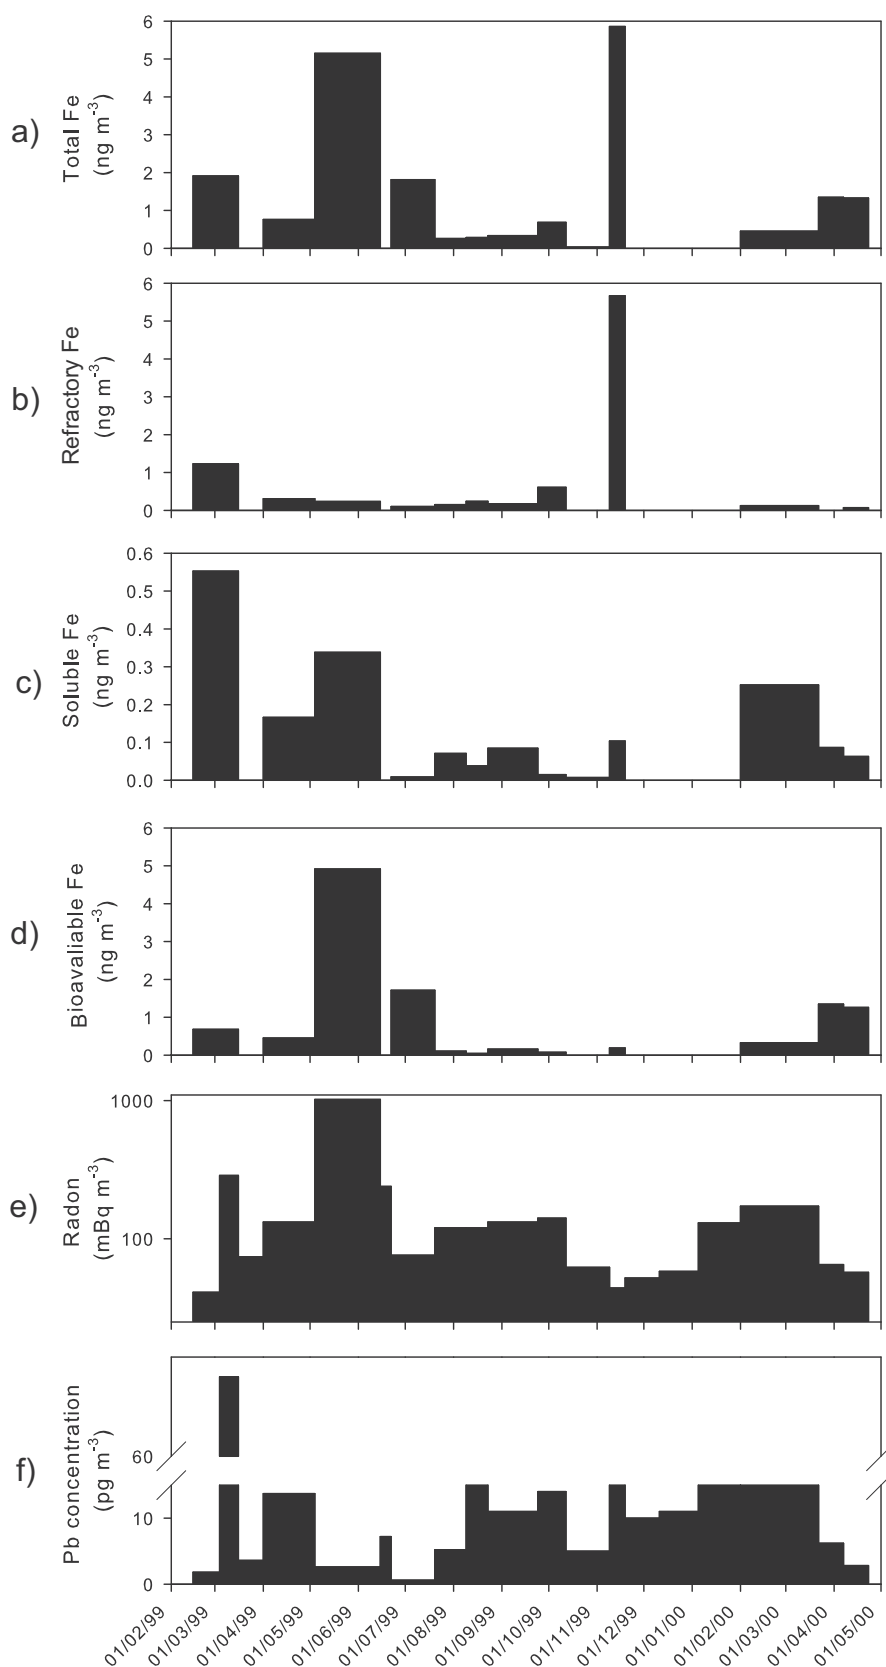 a)
Total Fe
(ng m-3)
6
5
4
3
2
1
0
b)
Refractory Fe
(ng m-3)
6
5
4
3
2
1
0
c)
Soluble Fe
(ng m-3)
0.6
0.5
0.4
0.3
0.2
0.1
0.0
d)
Bioavaliable Fe
(ng m-3)
6
5
4
3
2
1
0
e)
Radon
(mBq m-3)
1000
100
f)
Pb concentration
(pg m-3)
60
10
0
01/02/99
01/03/99
01/04/99
01/05/99
01/06/99
01/07/99
01/08/99
01/09/99
01/10/99
01/11/99
01/12/99
01/01/00
01/02/00
01/03/00
01/04/00
01/05/00